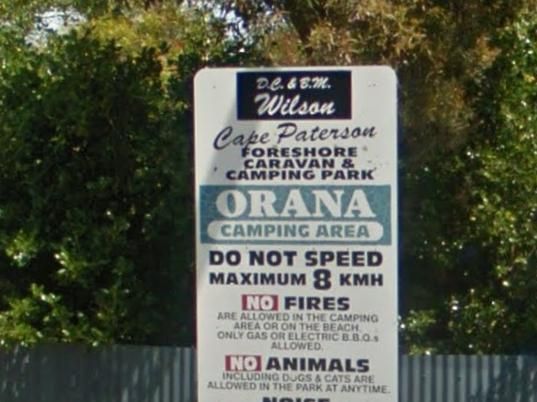 D.C. & B.M.
Wilson
Cape Paterson
FORESHORE
CARAVAN &
CAMPING PARK
ORANA
CAMPING AREA
DO NOT SPEED
MAXIMUM 8 KMH
NO FIRES
ARE ALLOWED IN THE CAMPING
AREA OR ON THE BEACH.
ONLY GAS OR ELECTRIC B.B.Q.s
ALLOWED.
NO ANIMALS
INCLUDING DOGS & CATS ARE
ALLOWED IN THE PARK AT ANYTIME.
NOISE